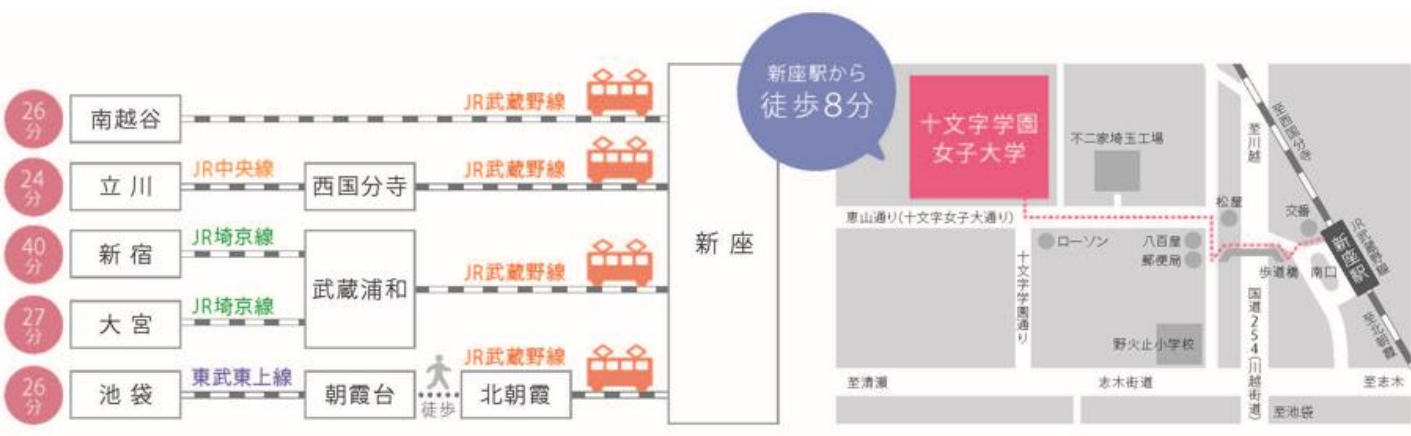 26分
南越谷
JR武蔵野線
24分
立川
JR中央線
西国分寺
JR武蔵野線
40分
新宿
JR埼京線
武蔵浦和
JR武蔵野線
27分
大宮
JR埼京線
26分
池袋
東武東上線
朝霞台
徒歩
北朝霞
JR武蔵野線
新座
新座駅から
徒歩8分
十文字学園
女子大学
不二家埼玉工場
至川越
至西国分寺
恵山通り(十文字女子大通り)
松屋
交番
JR武蔵野線
新座駅
ローソン
八百屋
郵便局
歩道橋
南口
十文字学園通り
国道254(川越街道)
至北朝霞
野火止小学校
至清瀬
志木街道
至志木
至池袋